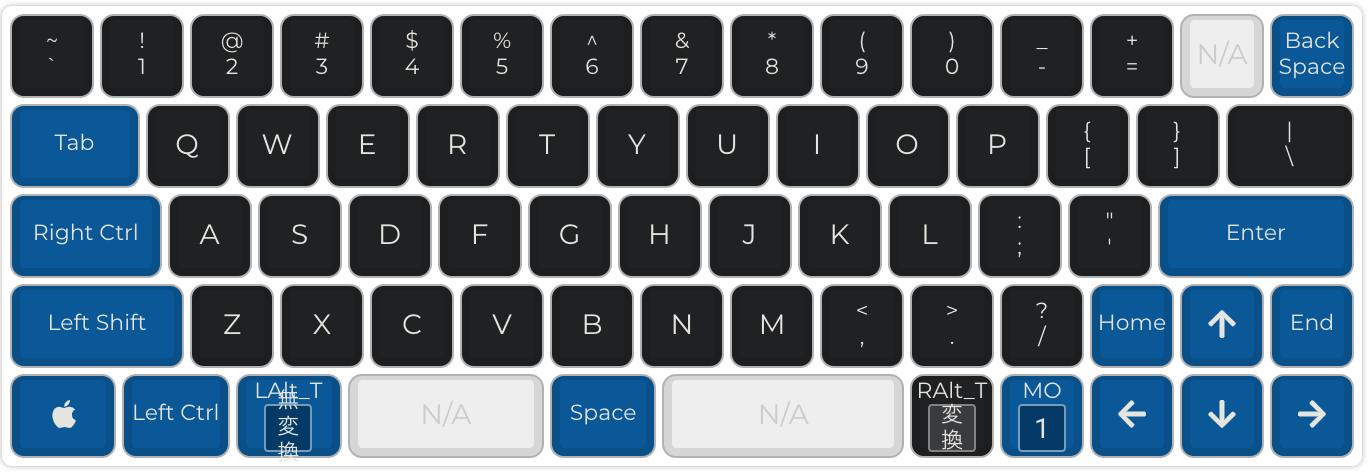 ~ ! @ # $ % ^ & * ( ) _ + N/A Back
` 1 2 3 4 5 6 7 8 9 0 - = Space
Tab Q W E R T Y U I O P { } |
[ ] \
Right Ctrl A S D F G H J K L : " Enter
; '
Left Shift Z X C V B N M < > ? Home ↑ End
, . /
Left Ctrl LAlt_T N/A Space N/A RAlt_T MO ← ↓ →
無変換 変換 1